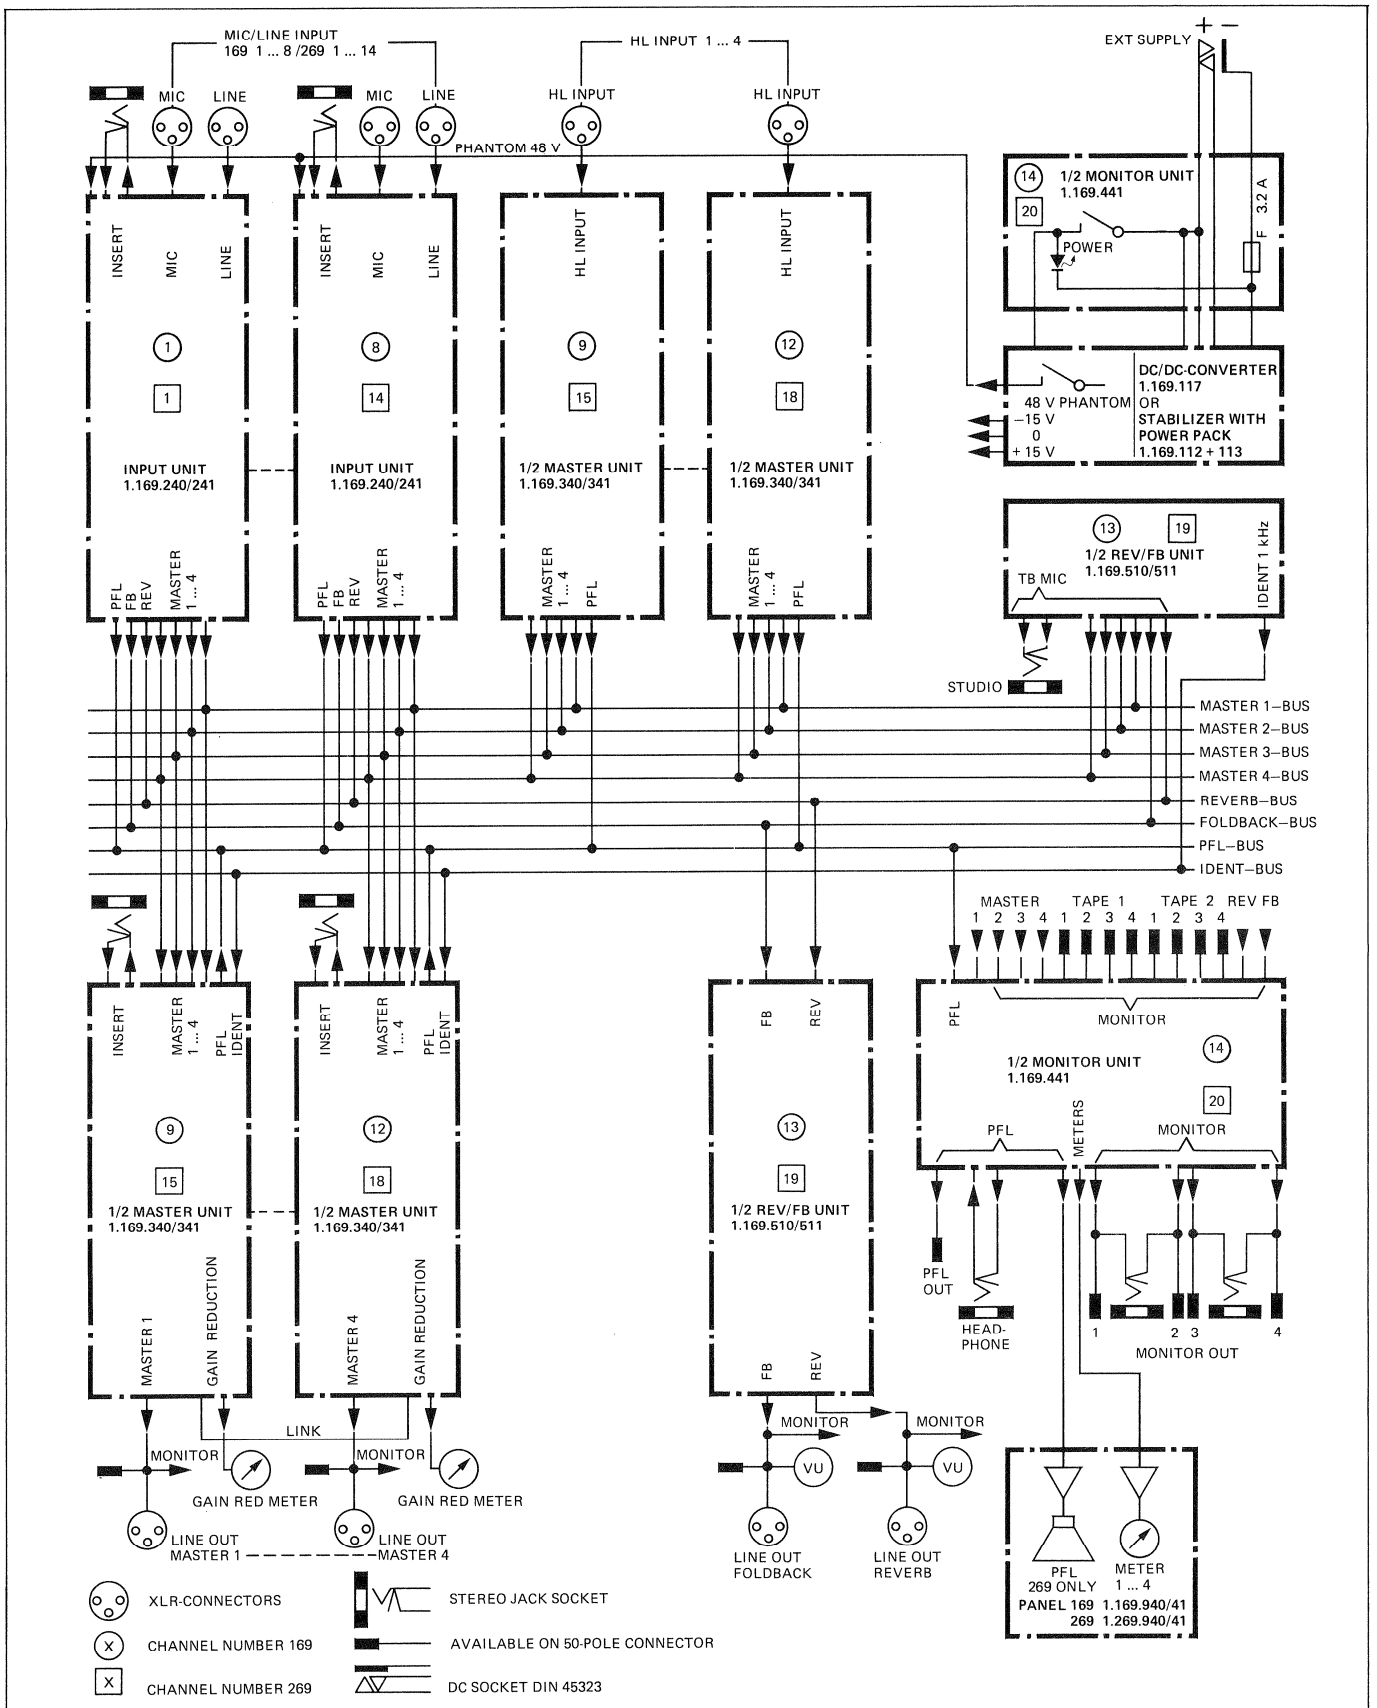 MIC/LINE INPUT
169 1 ... 8 /269 1 ... 14
HL INPUT 1 ... 4
+ −
EXT SUPPLY
MIC LINE
MIC LINE
HL INPUT
HL INPUT
PHANTOM 48 V
INSERT
MIC
LINE
1
1
INPUT UNIT
1.169.240/241
PFL
FB
REV
MASTER
1 ... 4
INSERT
MIC
LINE
8
14
INPUT UNIT
1.169.240/241
PFL
FB
REV
MASTER
1 ... 4
HL INPUT
9
15
1/2 MASTER UNIT
1.169.340/341
MASTER
1 ... 4
PFL
HL INPUT
12
18
1/2 MASTER UNIT
1.169.340/341
MASTER
1 ... 4
PFL
14
20
1/2 MONITOR UNIT
1.169.441
POWER
F 3.2 A
48 V PHANTOM
−15 V
0
+ 15 V
DC/DC-CONVERTER
1.169.117
OR
STABILIZER WITH
POWER PACK
1.169.112 + 113
13
19
1/2 REV/FB UNIT
1.169.510/511
TB MIC
IDENT 1 kHz
STUDIO
MASTER 1–BUS
MASTER 2–BUS
MASTER 3–BUS
MASTER 4–BUS
REVERB–BUS
FOLDBACK–BUS
PFL–BUS
IDENT–BUS
INSERT
MASTER
1 ... 4
PFL
IDENT
9
15
1/2 MASTER UNIT
1.169.340/341
MASTER 1
GAIN REDUCTION
INSERT
MASTER
1 ... 4
PFL
IDENT
12
18
1/2 MASTER UNIT
1.169.340/341
MASTER 4
GAIN REDUCTION
FB
REV
13
19
1/2 REV/FB UNIT
1.169.510/511
FB
REV
MASTER TAPE 1 TAPE 2 REV FB
1 2 3 4 1 2 3 4 1 2 3 4
PFL
MONITOR
14
1/2 MONITOR UNIT
1.169.441
20
PFL
METERS
MONITOR
PFL
OUT
HEAD-
PHONE
1 2 3 4
MONITOR OUT
LINK
MONITOR
GAIN RED METER
LINE OUT
MASTER 1
MONITOR
GAIN RED METER
LINE OUT
MASTER 4
MONITOR
VU
LINE OUT
FOLDBACK
MONITOR
VU
LINE OUT
REVERB
PFL
269 ONLY
METER
1 ... 4
PANEL 169 1.169.940/41
269 1.269.940/41
XLR-CONNECTORS
X
CHANNEL NUMBER 169
X
CHANNEL NUMBER 269
STEREO JACK SOCKET
AVAILABLE ON 50-POLE CONNECTOR
DC SOCKET DIN 45323